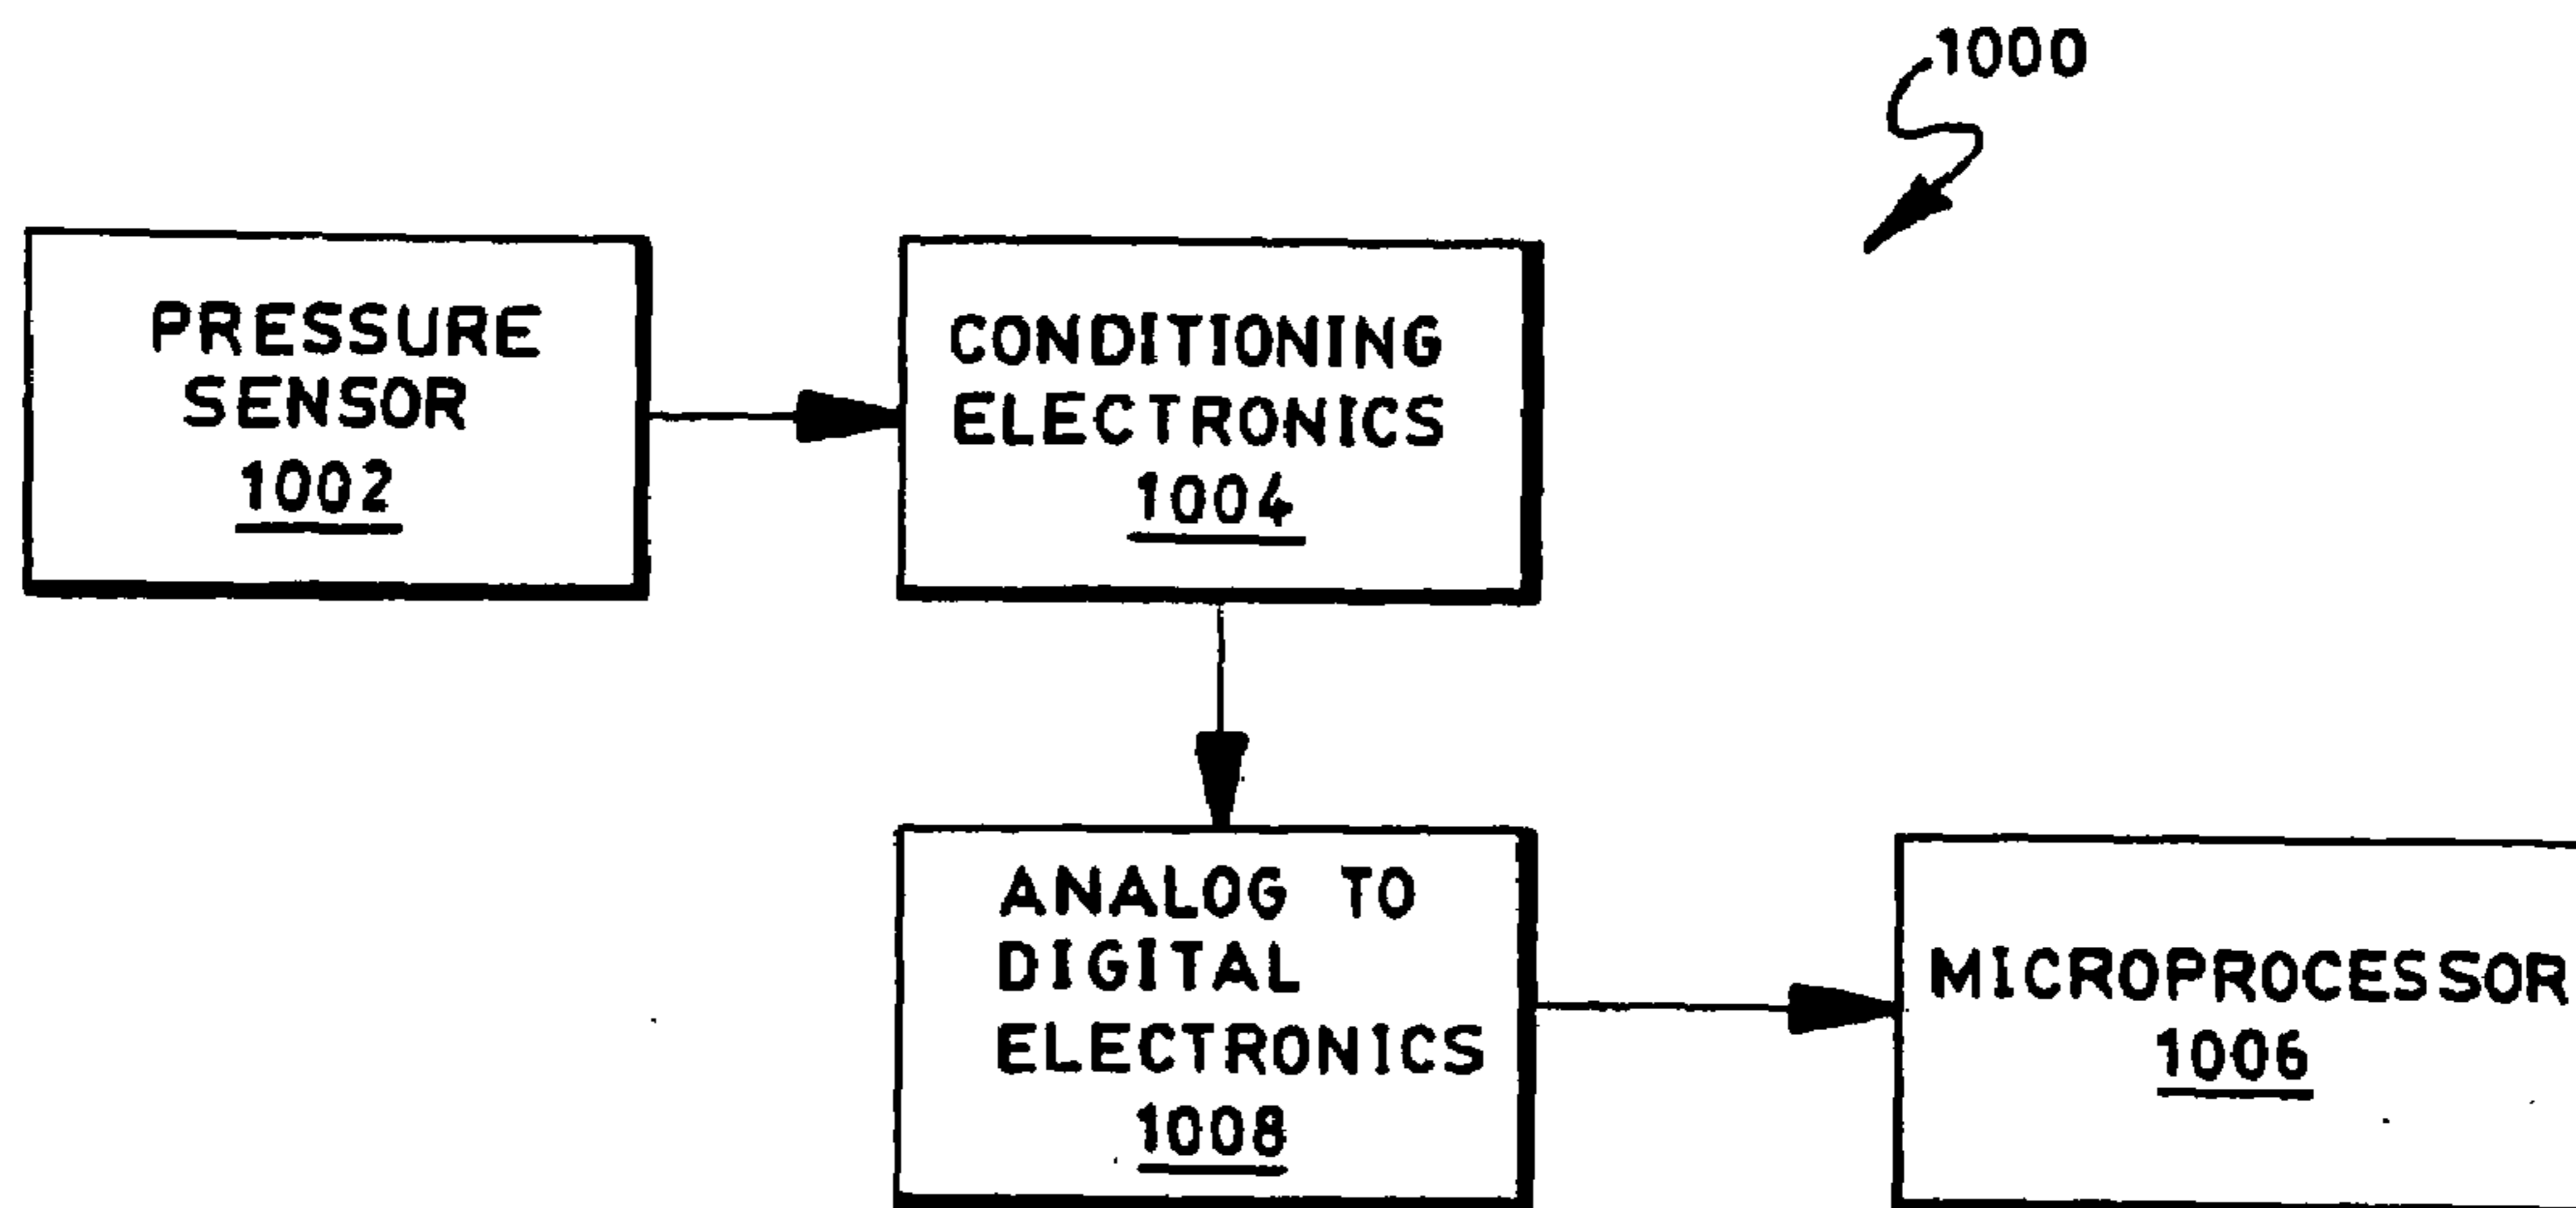 1000
PRESSURE
SENSOR
1002
CONDITIONING
ELECTRONICS
1004
ANALOG TO
DIGITAL
ELECTRONICS
1008
MICROPROCESSOR
1006